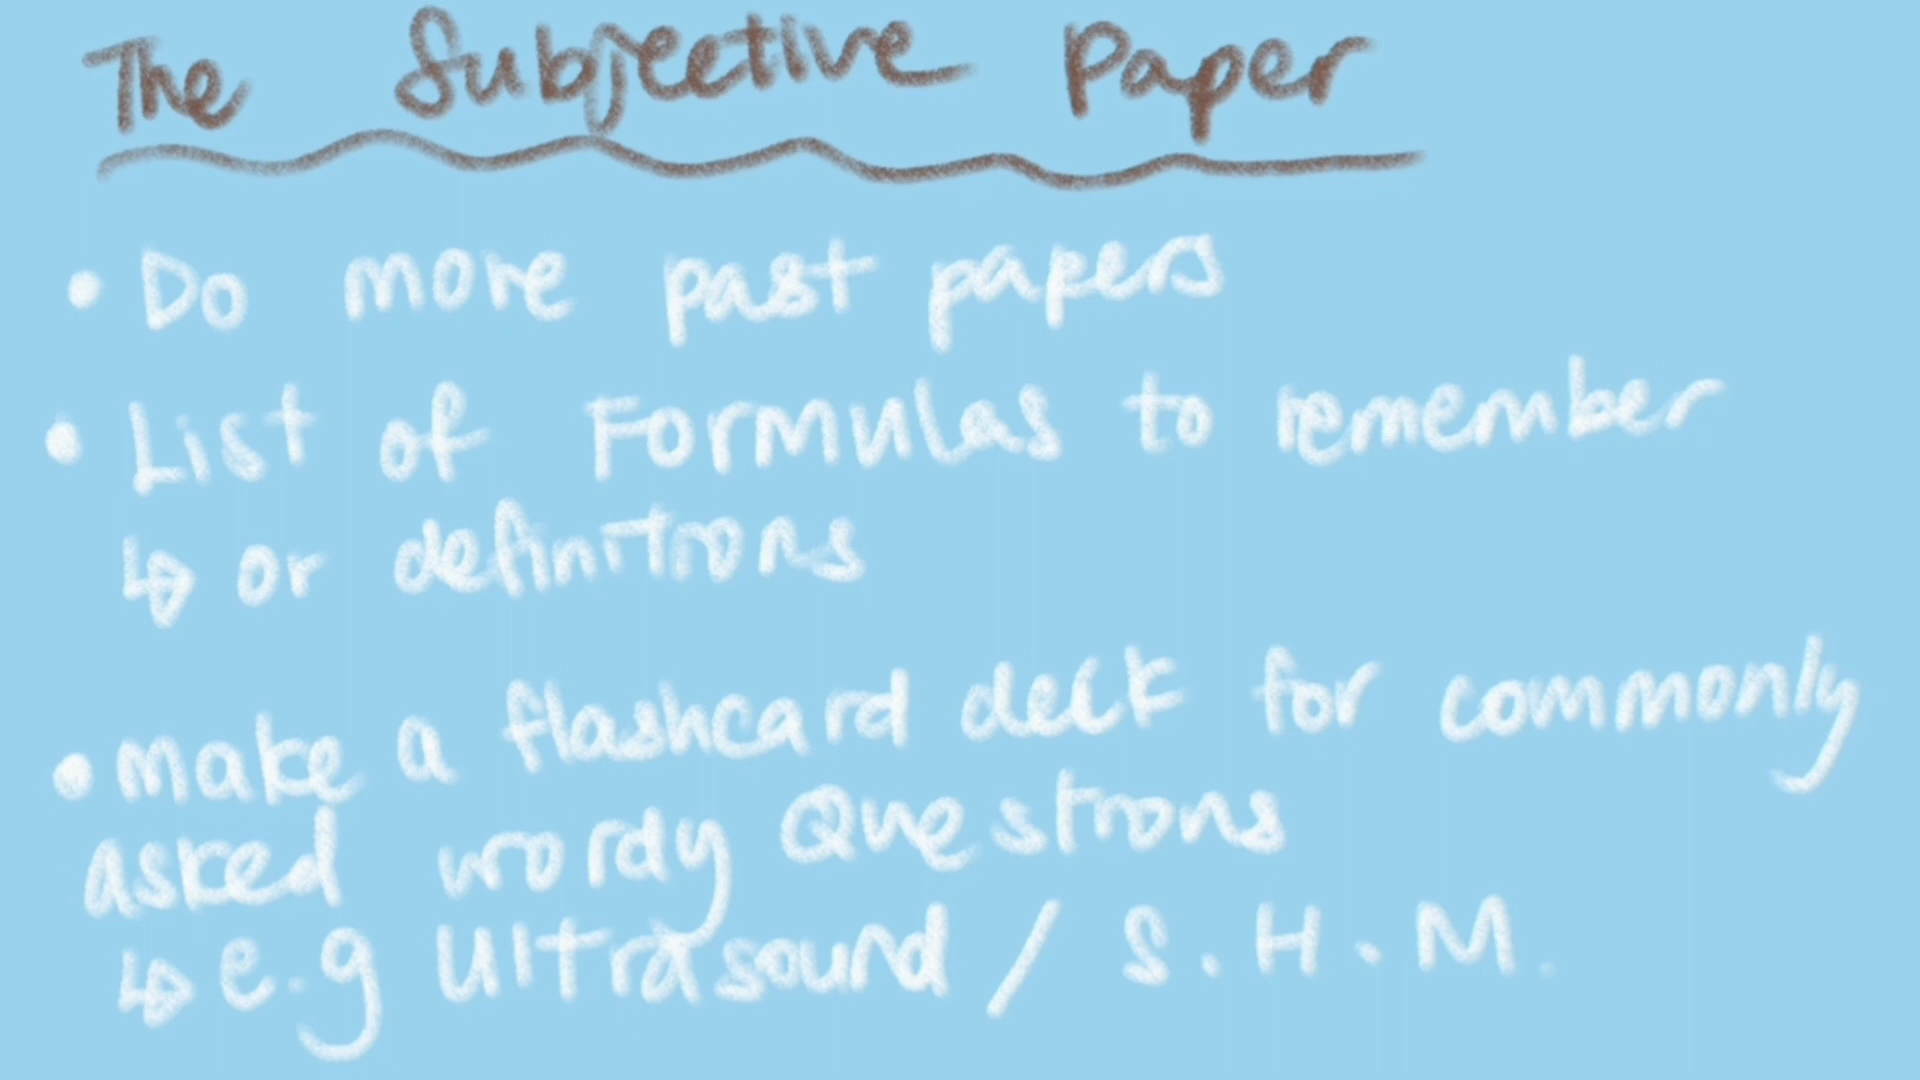 The Subjective Paper
• Do more past papers
• List of Formulas to remember
↳ or definitions
• Make a flashcard deck for commonly
asked wordy Questions
↳ e.g Ultrasound / S.H.M.